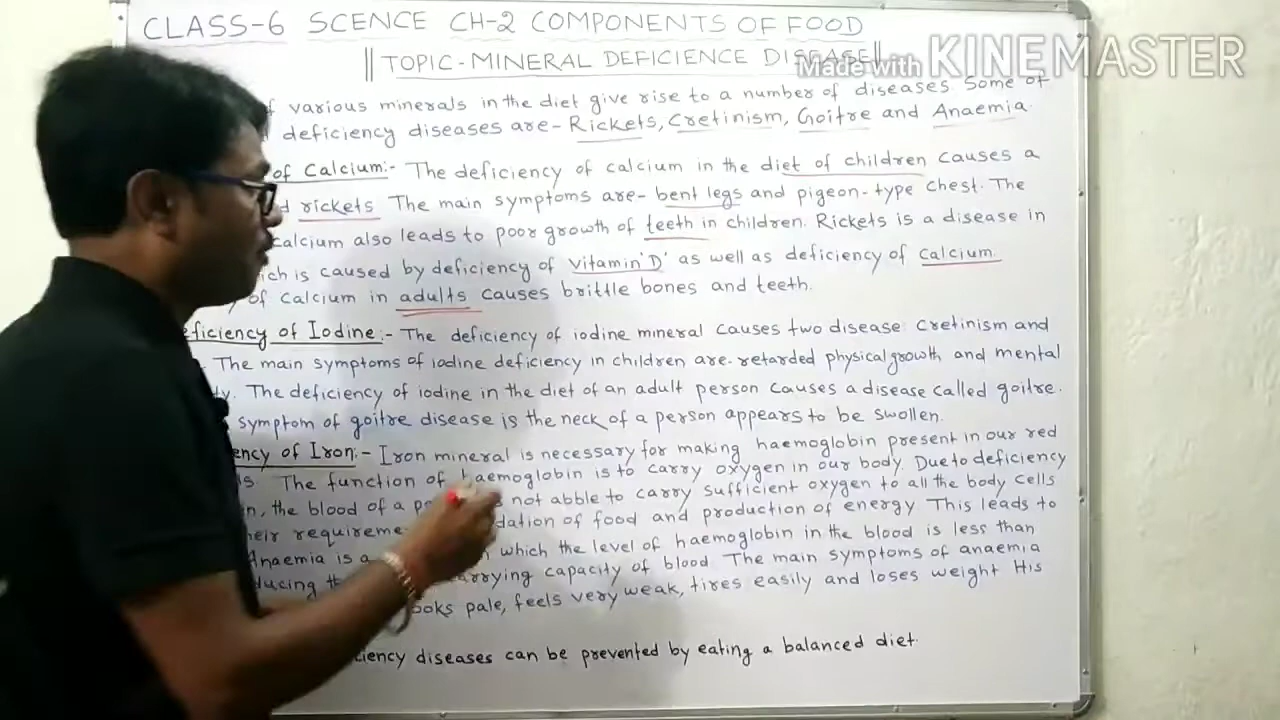 CLASS-6 SCENCE CH-2 COMPONENTS OF FOOD
||TOPIC-MINERAL DEFICIENCE DISEASE||
Made with KINEMASTER
various minerals in the diet give rise to a number of diseases. Some of
deficiency diseases are- Rickets, Cretinism, Goitre and Anaemia
of Calcium:- The deficiency of calcium in the diet of children causes a
rickets The main symptoms are- bent legs and pigeon-type chest. The
calcium also leads to poor growth of teeth in children. Rickets is a disease in
is caused by deficiency of vitamin 'D' as well as deficiency of calcium.
of calcium in adults causes brittle bones and teeth.
of Iodine:- The deficiency of iodine mineral causes two disease: Cretinism and
The main symptoms of iodine deficiency in children are- retarded physical growth and mental
The deficiency of iodine in the diet of an adult person causes a disease called goitre.
symptom of goitre disease is the neck of a person appears to be swollen.
of Iron:- Iron mineral is necessary for making haemoglobin present in our red
The function of haemoglobin is to carry oxygen in our body. Due to deficiency
the blood of a not abble to carry sufficient oxygen to all the body cells
of food and production of energy. This leads to
Anaemia is a which the level of haemoglobin in the blood is less than
capacity of blood. The main symptoms of anaemia
pale, feels very weak, tires easily and loses weight His
diseases can be prevented by eating a balanced diet.